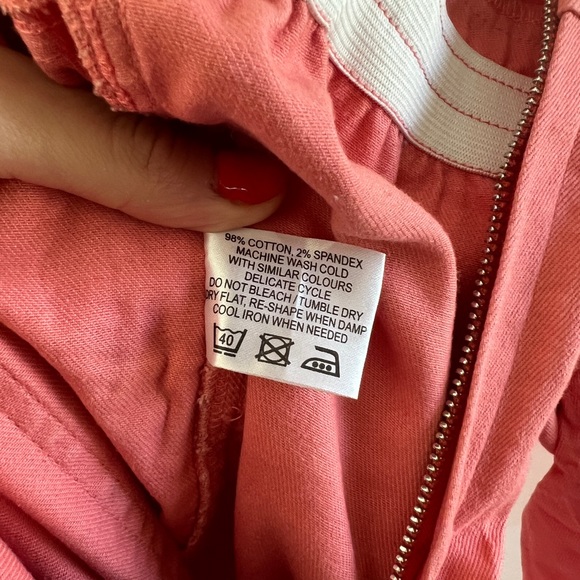 98% COTTON, 2% SPANDEX
MACHINE WASH COLD
WITH SIMILAR COLOURS
DELICATE CYCLE
DO NOT BLEACH / TUMBLE DRY
DRY FLAT, RE-SHAPE WHEN DAMP
COOL IRON WHEN NEEDED
40